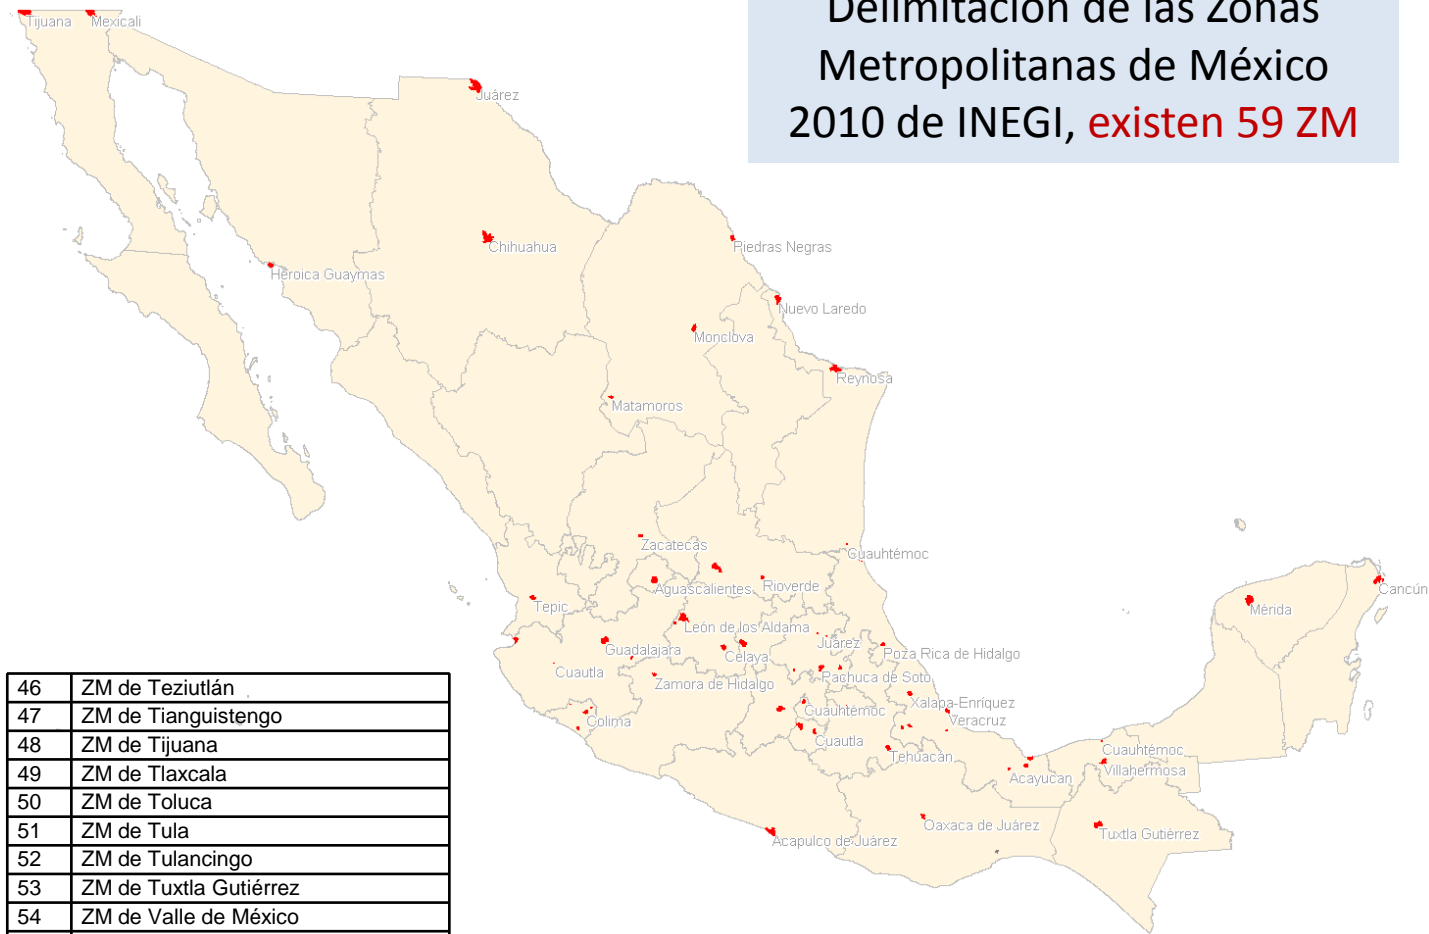 Delimitación de las Zonas
Metropolitanas de México
2010 de INEGI, existen 59 ZM
Tijuana
Mexicali
Juárez
Chihuahua
Piedras Negras
Heroica Guaymas
Nuevo Laredo
Monclova
Reynosa
Matamoros
Zacatecas
Cuauhtémoc
Aguascalientes
Rioverde
Cancún
Tepic
Mérida
León de los Aldama
Guadalajara
Celaya
Juárez
Poza Rica de Hidalgo
Cuautla
Zamora de Hidalgo
Pachuca de Soto
Xalapa-Enríquez
Cuauhtémoc
Colima
Veracruz
Cuautla
Tehuacán
Cuauhtémoc
Acayucan
Villahermosa
Oaxaca de Juárez
Tuxtla Gutiérrez
Acapulco de Juárez
46 ZM de Teziutlán
47 ZM de Tianguistengo
48 ZM de Tijuana
49 ZM de Tlaxcala
50 ZM de Toluca
51 ZM de Tula
52 ZM de Tulancingo
53 ZM de Tuxtla Gutiérrez
54 ZM de Valle de México